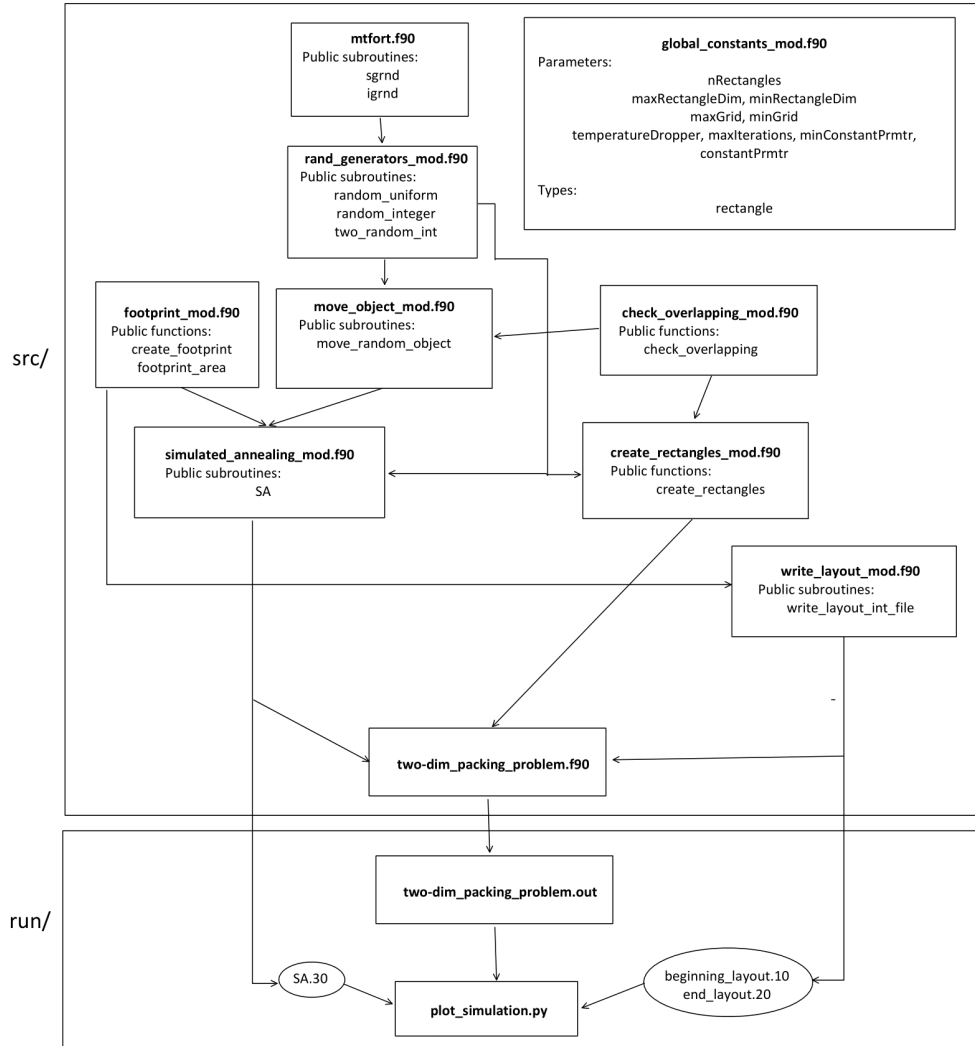 mtfort.f90
Public subroutines:
sgrnd
igrnd
global_constants_mod.f90
Parameters:
nRectangles
maxRectangleDim, minRectangleDim
maxGrid, minGrid
temperatureDropper, maxIterations, minConstantPrmtr,
constantPrmtr
Types:
rectangle
rand_generators_mod.f90
Public subroutines:
random_uniform
random_integer
two_random_int
footprint_mod.f90
Public functions:
create_footprint
footprint_area
move_object_mod.f90
Public subroutines:
move_random_object
check_overlapping_mod.f90
Public functions:
check_overlapping
src/
simulated_annealing_mod.f90
Public subroutines:
SA
create_rectangles_mod.f90
Public functions:
create_rectangles
write_layout_mod.f90
Public subroutines:
write_layout_int_file
-
two-dim_packing_problem.f90
run/
two-dim_packing_problem.out
SA.30
beginning_layout.10
end_layout.20
plot_simulation.py